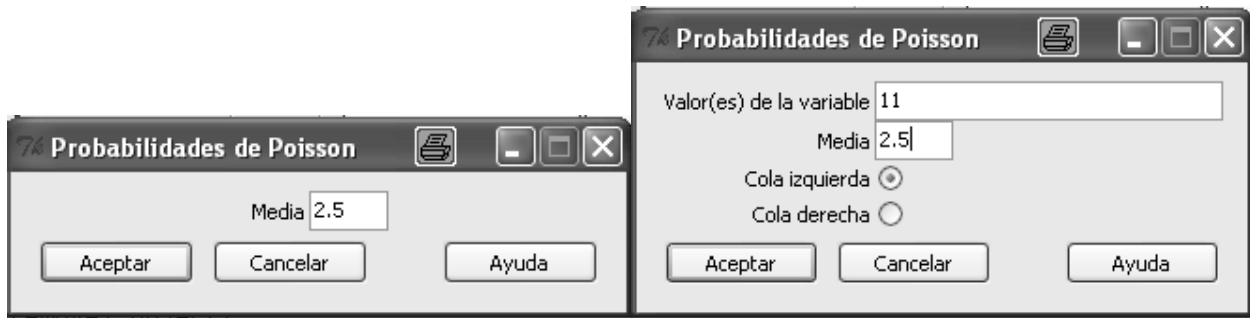 Probabilidades de Poisson
Media 2.5
Aceptar Cancelar Ayuda
Probabilidades de Poisson
Valor(es) de la variable 11
Media 2.5
Cola izquierda
Cola derecha
Aceptar Cancelar Ayuda